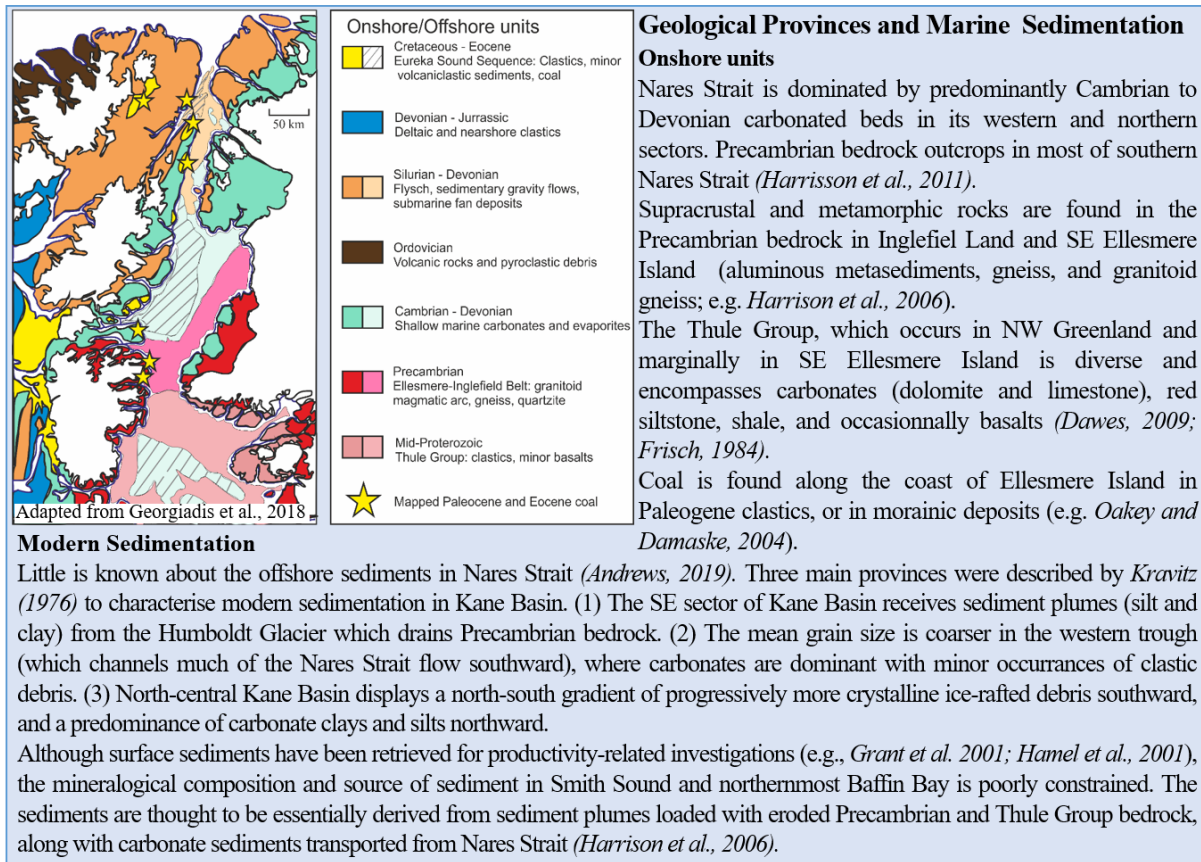 Onshore/Offshore units
Cretaceous - Eocene
Eureka Sound Sequence: Clastics, minor
volcaniclastic sediments, coal
Devonian - Jurrassic
Deltaic and nearshore clastics
Silurian - Devonian
Flysch, sedimentary gravity flows,
submarine fan deposits
Ordovician
Volcanic rocks and pyroclastic debris
Cambrian - Devonian
Shallow marine carbonates and evaporites
Precambrian
Ellesmere-Inglefield Belt: granitoid
magmatic arc, gneiss, quartzite
Mid-Proterozoic
Thule Group: clastics, minor basalts
Mapped Paleocene and Eocene coal
50 km
Adapted from Georgiadis et al., 2018
Geological Provinces and Marine Sedimentation
Onshore units
Nares Strait is dominated by predominantly Cambrian to
Devonian carbonated beds in its western and northern
sectors. Precambrian bedrock outcrops in most of southern
Nares Strait (Harrisson et al., 2011).
Supracrustal and metamorphic rocks are found in the
Precambrian bedrock in Inglefiel Land and SE Ellesmere
Island (aluminous metasediments, gneiss, and granitoid
gneiss; e.g. Harrison et al., 2006).
The Thule Group, which occurs in NW Greenland and
marginally in SE Ellesmere Island is diverse and
encompasses carbonates (dolomite and limestone), red
siltstone, shale, and occasionnally basalts (Dawes, 2009;
Frisch, 1984).
Coal is found along the coast of Ellesmere Island in
Paleogene clastics, or in morainic deposits (e.g. Oakey and
Damaske, 2004).
Modern Sedimentation
Little is known about the offshore sediments in Nares Strait (Andrews, 2019). Three main provinces were described by Kravitz
(1976) to characterise modern sedimentation in Kane Basin. (1) The SE sector of Kane Basin receives sediment plumes (silt and
clay) from the Humboldt Glacier which drains Precambrian bedrock. (2) The mean grain size is coarser in the western trough
(which channels much of the Nares Strait flow southward), where carbonates are dominant with minor occurrances of clastic
debris. (3) North-central Kane Basin displays a north-south gradient of progressively more crystalline ice-rafted debris southward,
and a predominance of carbonate clays and silts northward.
Although surface sediments have been retrieved for productivity-related investigations (e.g., Grant et al. 2001; Hamel et al., 2001),
the mineralogical composition and source of sediment in Smith Sound and northernmost Baffin Bay is poorly constrained. The
sediments are thought to be essentially derived from sediment plumes loaded with eroded Precambrian and Thule Group bedrock,
along with carbonate sediments transported from Nares Strait (Harrison et al., 2006).